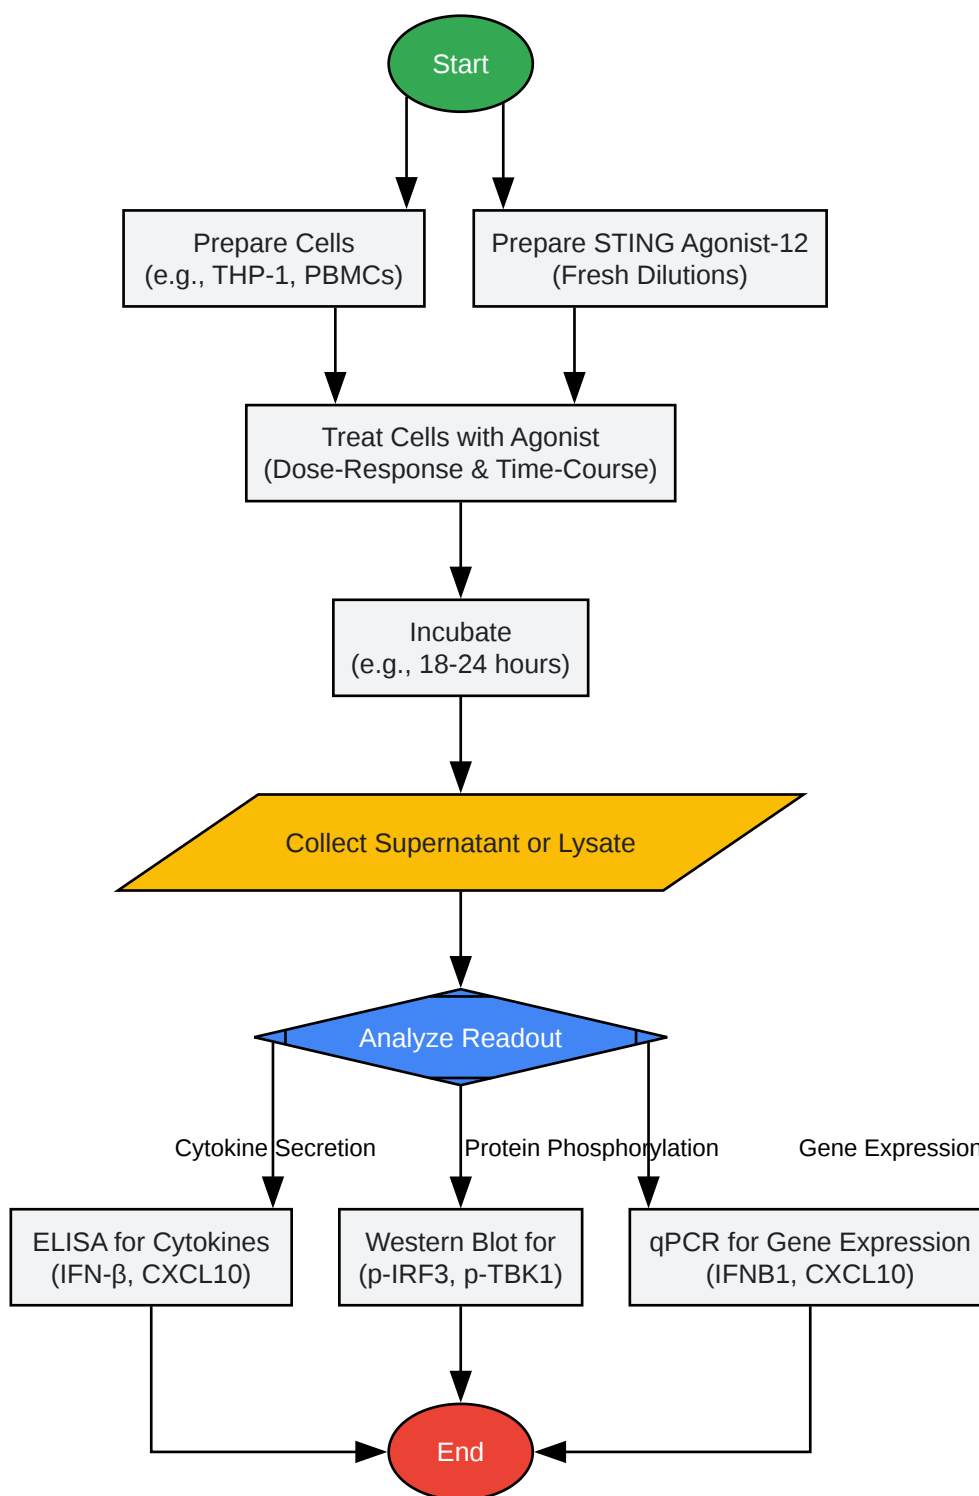 Start
Prepare Cells
(e.g., THP-1, PBMCs)
Prepare STING Agonist-12
(Fresh Dilutions)
Treat Cells with Agonist
(Dose-Response & Time-Course)
Incubate
(e.g., 18-24 hours)
Collect Supernatant or Lysate
Analyze Readout
Cytokine Secretion
Protein Phosphorylation
Gene Expression
ELISA for Cytokines
(IFN-β, CXCL10)
Western Blot for
(p-IRF3, p-TBK1)
qPCR for Gene Expression
(IFNB1, CXCL10)
End